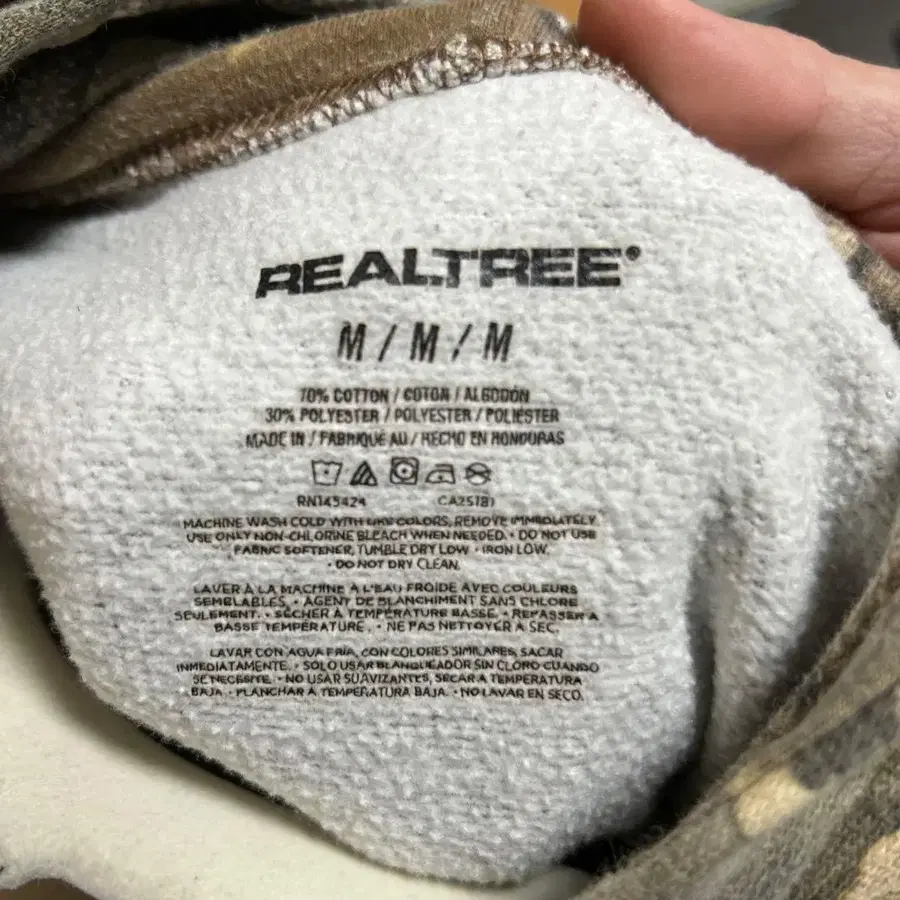 REALTREE®
M / M / M
70% COTTON / COTON / ALGODÓN
30% POLYESTER / POLYESTER / POLIÉSTER
MADE IN / FABRIQUÉ AU / HECHO EN HONDURAS
RN145424 CA25181
MACHINE WASH COLD WITH LIKE COLORS, REMOVE IMMEDIATELY
USE ONLY NON-CHLORINE BLEACH WHEN NEEDED. • DO NOT USE
FABRIC SOFTENER, TUMBLE DRY LOW • IRON LOW.
• DO NOT DRY CLEAN.
LAVER À LA MACHINE À L'EAU FROIDE AVEC COULEURS
SEMBLABLES. • AGENT DE BLANCHIMENT SANS CHLORE
SEULEMENT. • SÉCHER À TEMPÉRATURE BASSE. • REPASSER À
BASSE TEMPÉRATURE. • NE PAS NETTOYER À SEC.
LAVAR CON AGUA FRIA, CON COLORES SIMILARES, SACAR
INMEDIATAMENTE. • SOLO USAR BLANQUEADOR SIN CLORO CUANDO
SE NECESITE. • NO USAR SUAVIZANTES, SECAR A TEMPERATURA
BAJA. • PLANCHAR A TEMPERATURA BAJA. • NO LAVAR EN SECO.